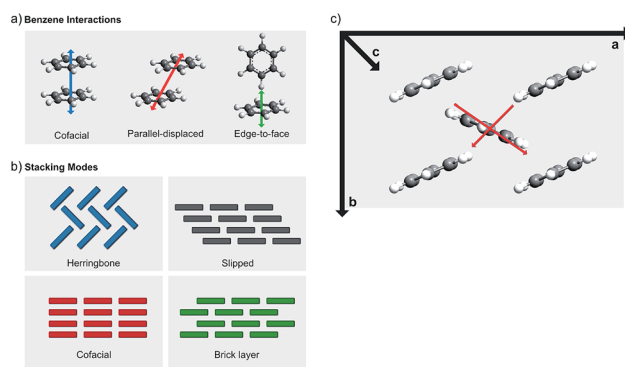 a) Benzene Interactions
Cofacial
Parallel-displaced
Edge-to-face
b) Stacking Modes
Herringbone
Slipped
Cofacial
Brick layer
c)
a
c
b